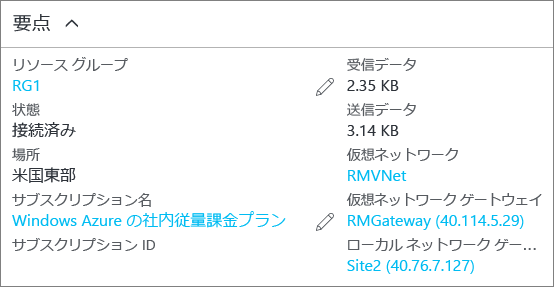 要点
リソース グループ
RG1
状態
接続済み
場所
米国東部
サブスクリプション名
Windows Azure の社内従量課金プラン
サブスクリプション ID
受信データ
2.35 KB
送信データ
3.14 KB
仮想ネットワーク
RMVNet
仮想ネットワーク ゲートウェイ
RMGateway (40.114.5.29)
ローカル ネットワーク ゲー...
Site2 (40.76.7.127)